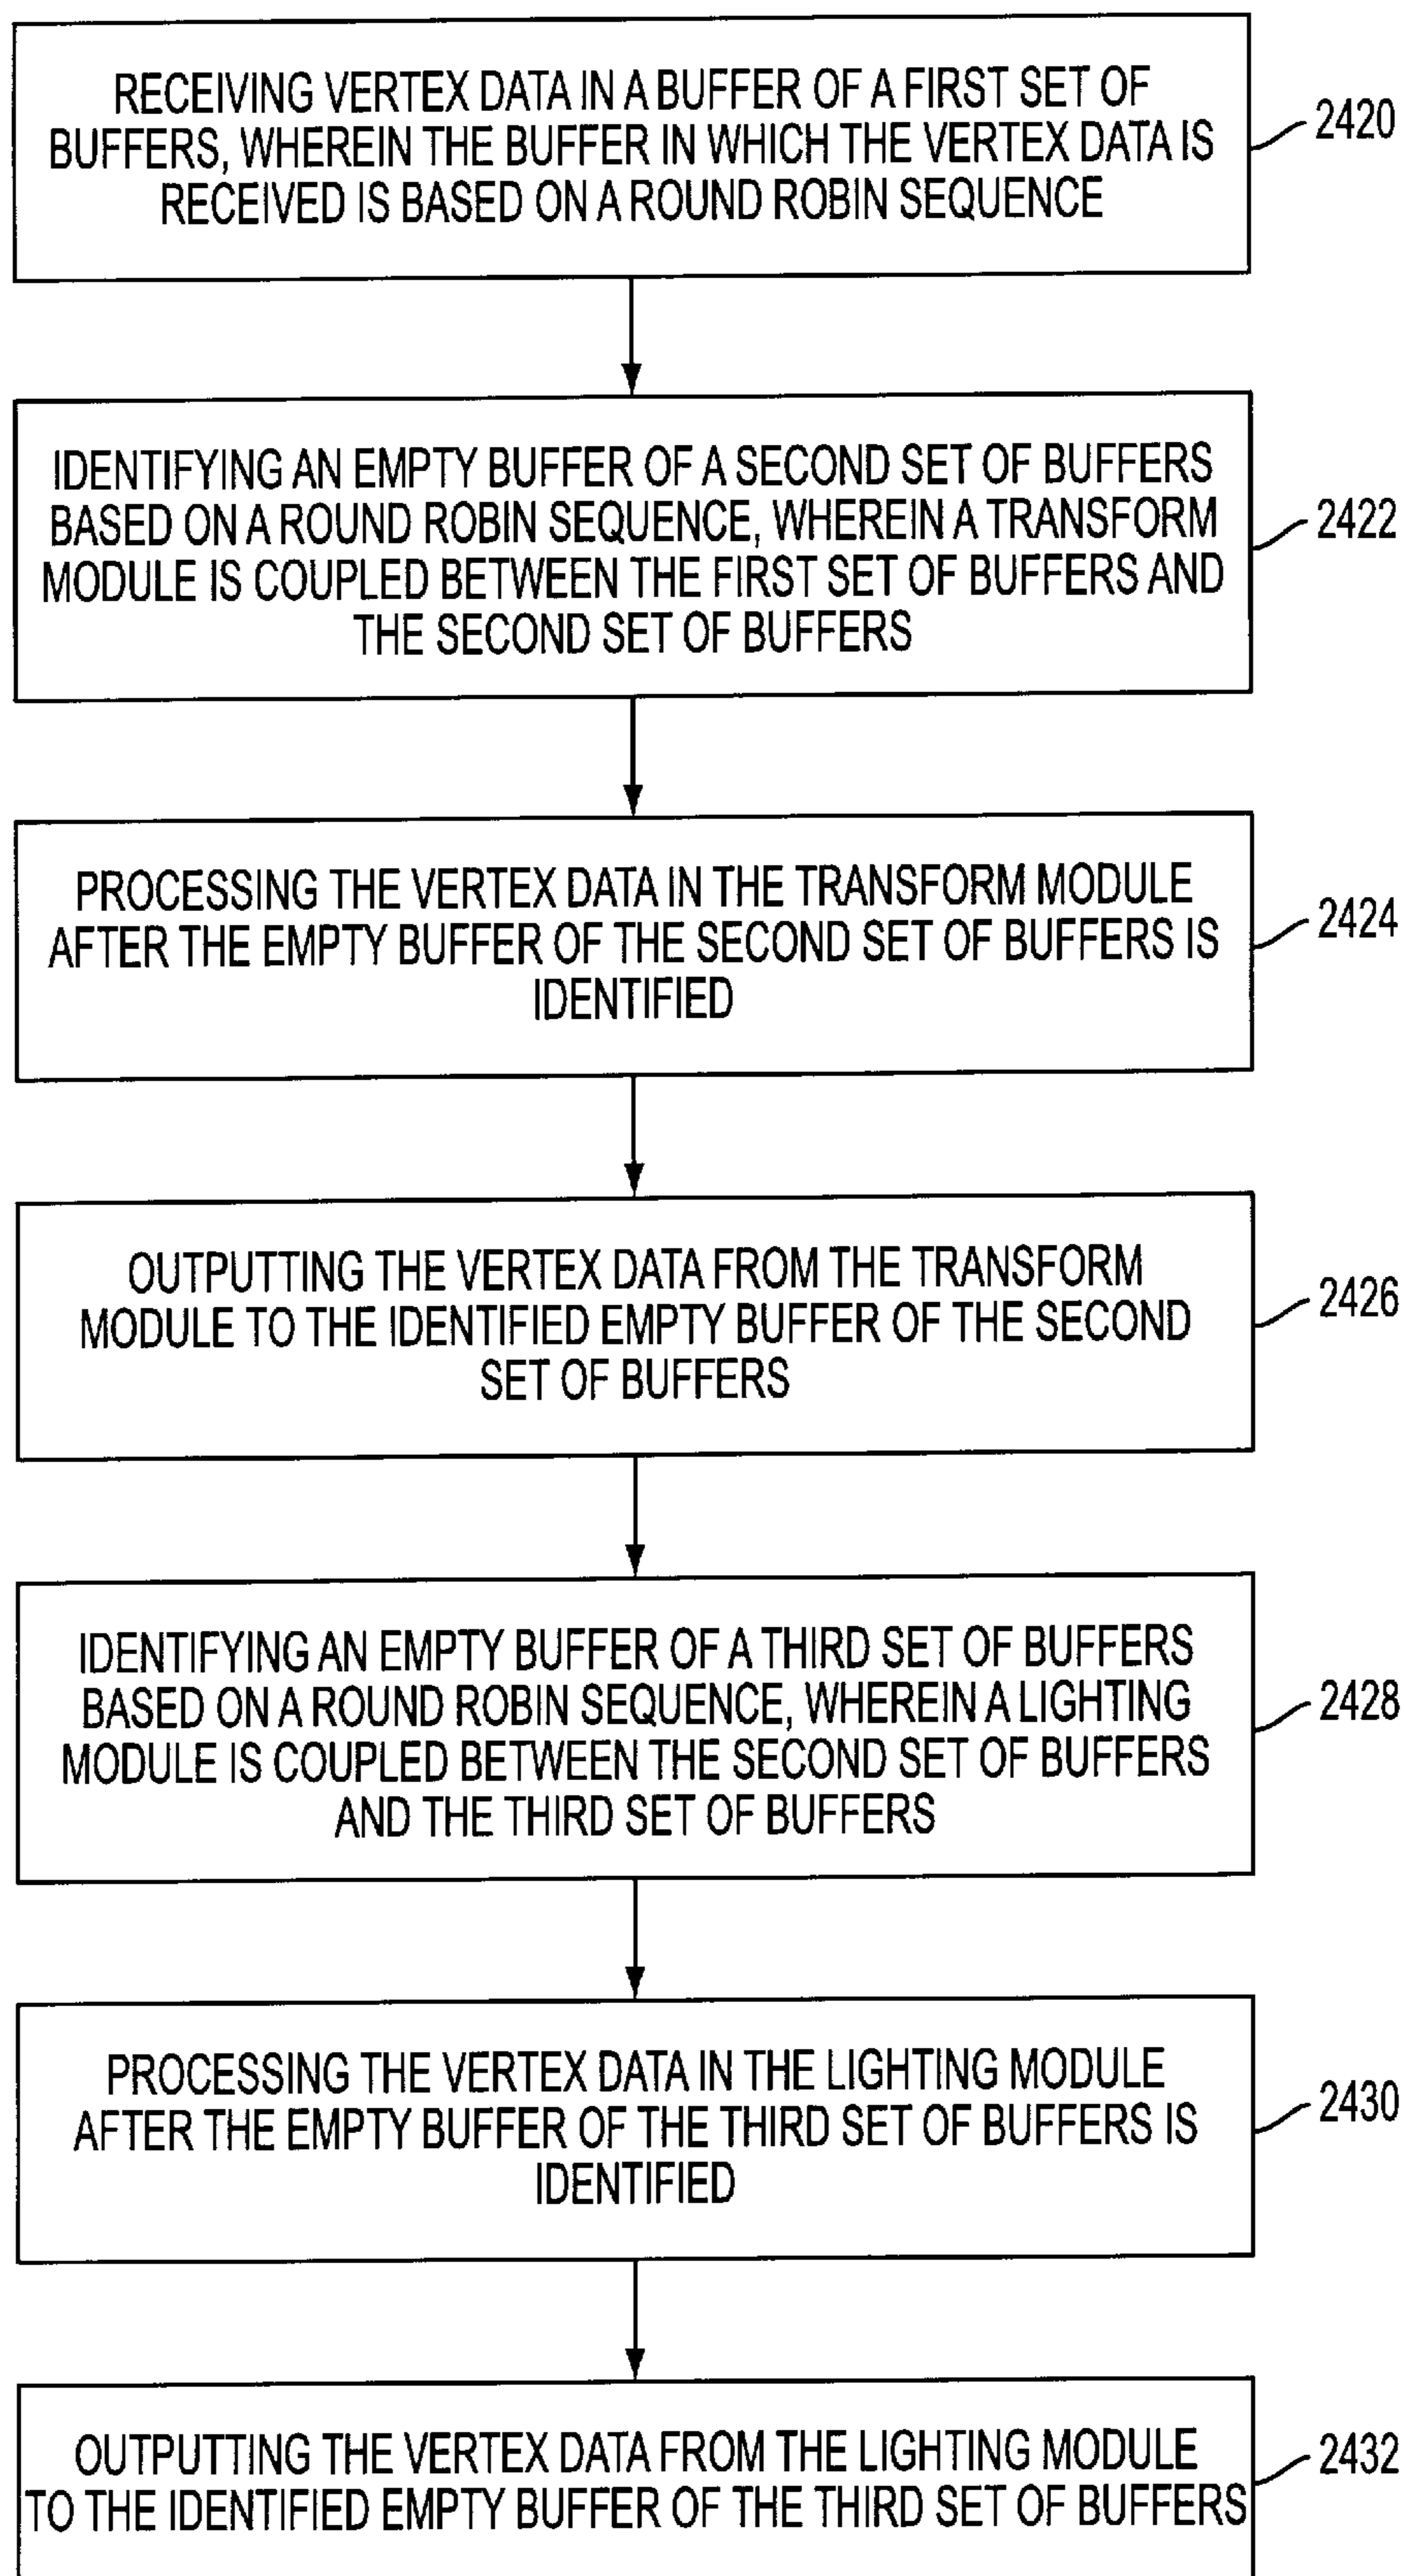 RECEIVING VERTEX DATA IN A BUFFER OF A FIRST SET OF
BUFFERS, WHEREIN THE BUFFER IN WHICH THE VERTEX DATA IS
RECEIVED IS BASED ON A ROUND ROBIN SEQUENCE
2420
IDENTIFYING AN EMPTY BUFFER OF A SECOND SET OF BUFFERS
BASED ON A ROUND ROBIN SEQUENCE, WHEREIN A TRANSFORM
MODULE IS COUPLED BETWEEN THE FIRST SET OF BUFFERS AND
THE SECOND SET OF BUFFERS
2422
PROCESSING THE VERTEX DATA IN THE TRANSFORM MODULE
AFTER THE EMPTY BUFFER OF THE SECOND SET OF BUFFERS IS
IDENTIFIED
2424
OUTPUTTING THE VERTEX DATA FROM THE TRANSFORM
MODULE TO THE IDENTIFIED EMPTY BUFFER OF THE SECOND
SET OF BUFFERS
2426
IDENTIFYING AN EMPTY BUFFER OF A THIRD SET OF BUFFERS
BASED ON A ROUND ROBIN SEQUENCE, WHEREIN A LIGHTING
MODULE IS COUPLED BETWEEN THE SECOND SET OF BUFFERS
AND THE THIRD SET OF BUFFERS
2428
PROCESSING THE VERTEX DATA IN THE LIGHTING MODULE
AFTER THE EMPTY BUFFER OF THE THIRD SET OF BUFFERS IS
IDENTIFIED
2430
OUTPUTTING THE VERTEX DATA FROM THE LIGHTING MODULE
TO THE IDENTIFIED EMPTY BUFFER OF THE THIRD SET OF BUFFERS
2432